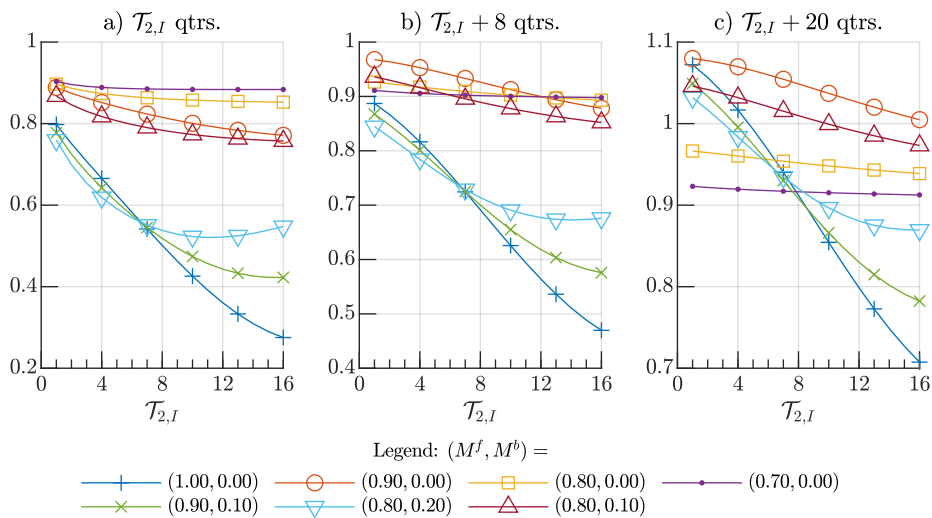 a) 𝒯₂,I qtrs.
b) 𝒯₂,I + 8 qtrs.
c) 𝒯₂,I + 20 qtrs.
1
0.8
0.6
0.4
0.2
0 4 8 12 16
𝒯₂,I
1
0.9
0.8
0.7
0.6
0.5
0.4
0 4 8 12 16
𝒯₂,I
1.1
1
0.9
0.8
0.7
0 4 8 12 16
𝒯₂,I
Legend: (Mᶠ, Mᵇ) =
(1.00, 0.00) (0.90, 0.00) (0.80, 0.00) (0.70, 0.00)
(0.90, 0.10) (0.80, 0.20) (0.80, 0.10)